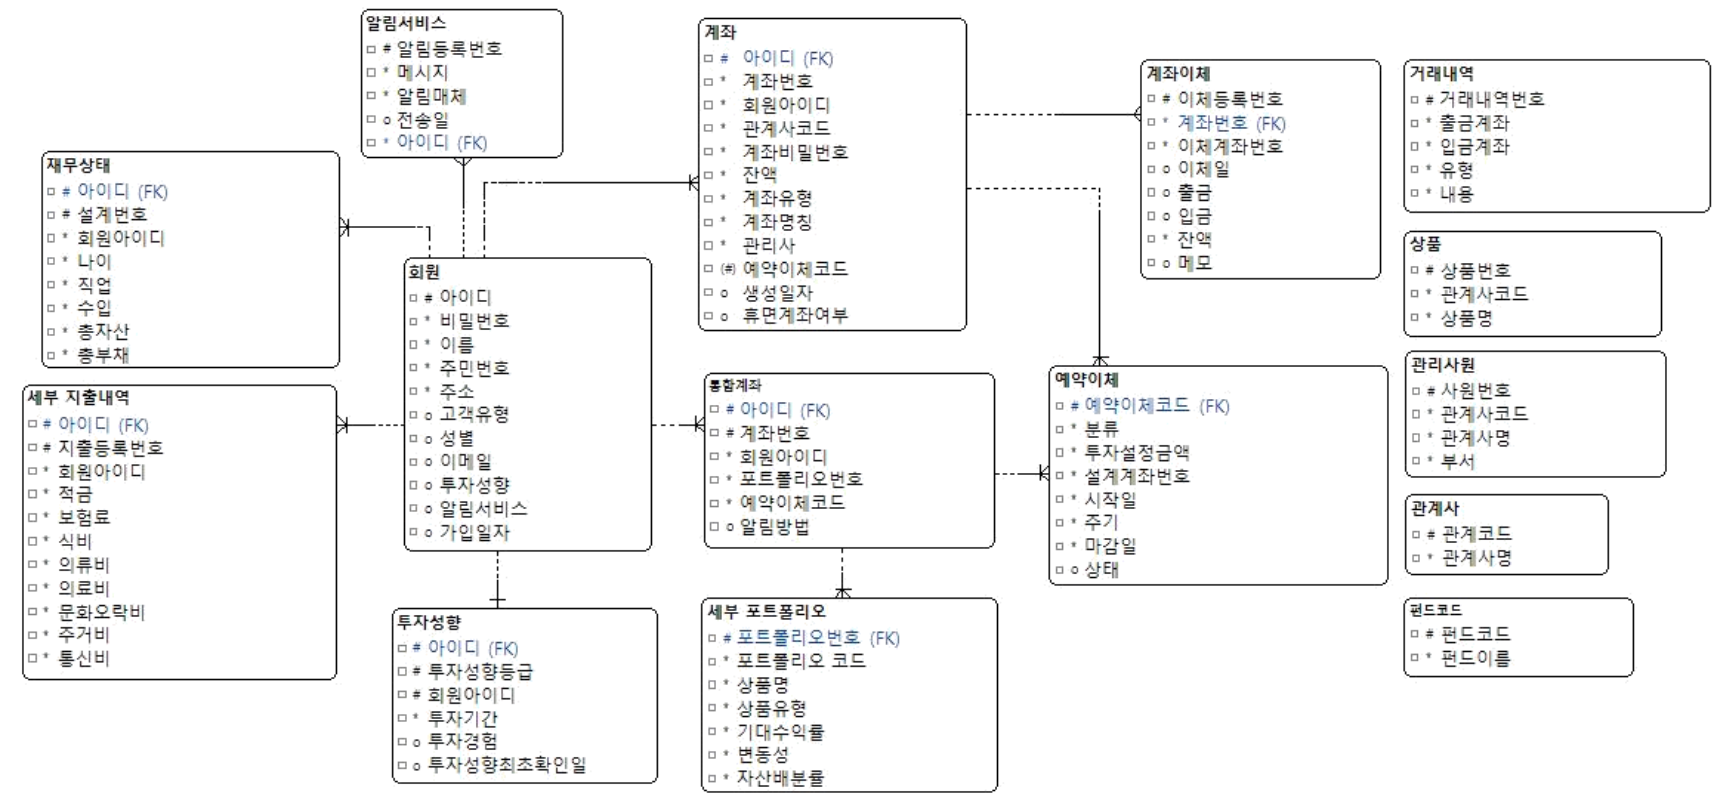 알림서비스
# 알림등록번호
* 메시지
* 알림매체
o 전송일
* 아이디 (FK)
재무상태
# 아이디 (FK)
# 설계번호
* 회원아이디
* 나이
* 직업
* 수입
* 총자산
* 총부채
세부 지출내역
# 아이디 (FK)
# 지출등록번호
* 회원아이디
* 적금
* 보험료
* 식비
* 의류비
* 의료비
* 문화오락비
* 주거비
* 통신비
회원
# 아이디
* 비밀번호
* 이름
* 주민번호
* 주소
o 고객유형
o 성별
o 이메일
o 투자성향
o 알림서비스
o 가입일자
투자성향
# 아이디 (FK)
# 투자성향등급
# 회원아이디
* 투자기간
o 투자경험
o 투자성향최초확인일
계좌
# 아이디 (FK)
* 계좌번호
* 회원아이디
* 관계사코드
* 계좌비밀번호
* 잔액
* 계좌유형
* 계좌명칭
* 관리사
(#) 예약이체코드
o 생성일자
o 휴면계좌여부
통합계좌
# 아이디 (FK)
# 계좌번호
* 회원아이디
* 포트폴리오번호
* 예약이체코드
o 알림방법
세부 포트폴리오
# 포트폴리오번호 (FK)
* 포트폴리오 코드
* 상품명
* 상품유형
* 기대수익률
* 변동성
* 자산배분률
계좌이체
# 이체등록번호
* 계좌번호 (FK)
* 이체계좌번호
o 이체일
o 출금
o 입금
* 잔액
o 메모
예약이체
# 예약이체코드 (FK)
* 분류
* 투자설정금액
* 설계계좌번호
* 시작일
* 주기
* 마감일
o 상태
거래내역
# 거래내역번호
* 출금계좌
* 입금계좌
* 유형
* 내용
상품
# 상품번호
* 관계사코드
* 상품명
관리사원
# 사원번호
* 관계사코드
* 관계사명
* 부서
관계사
# 관계코드
* 관계사명
펀드코드
# 펀드코드
* 펀드이름